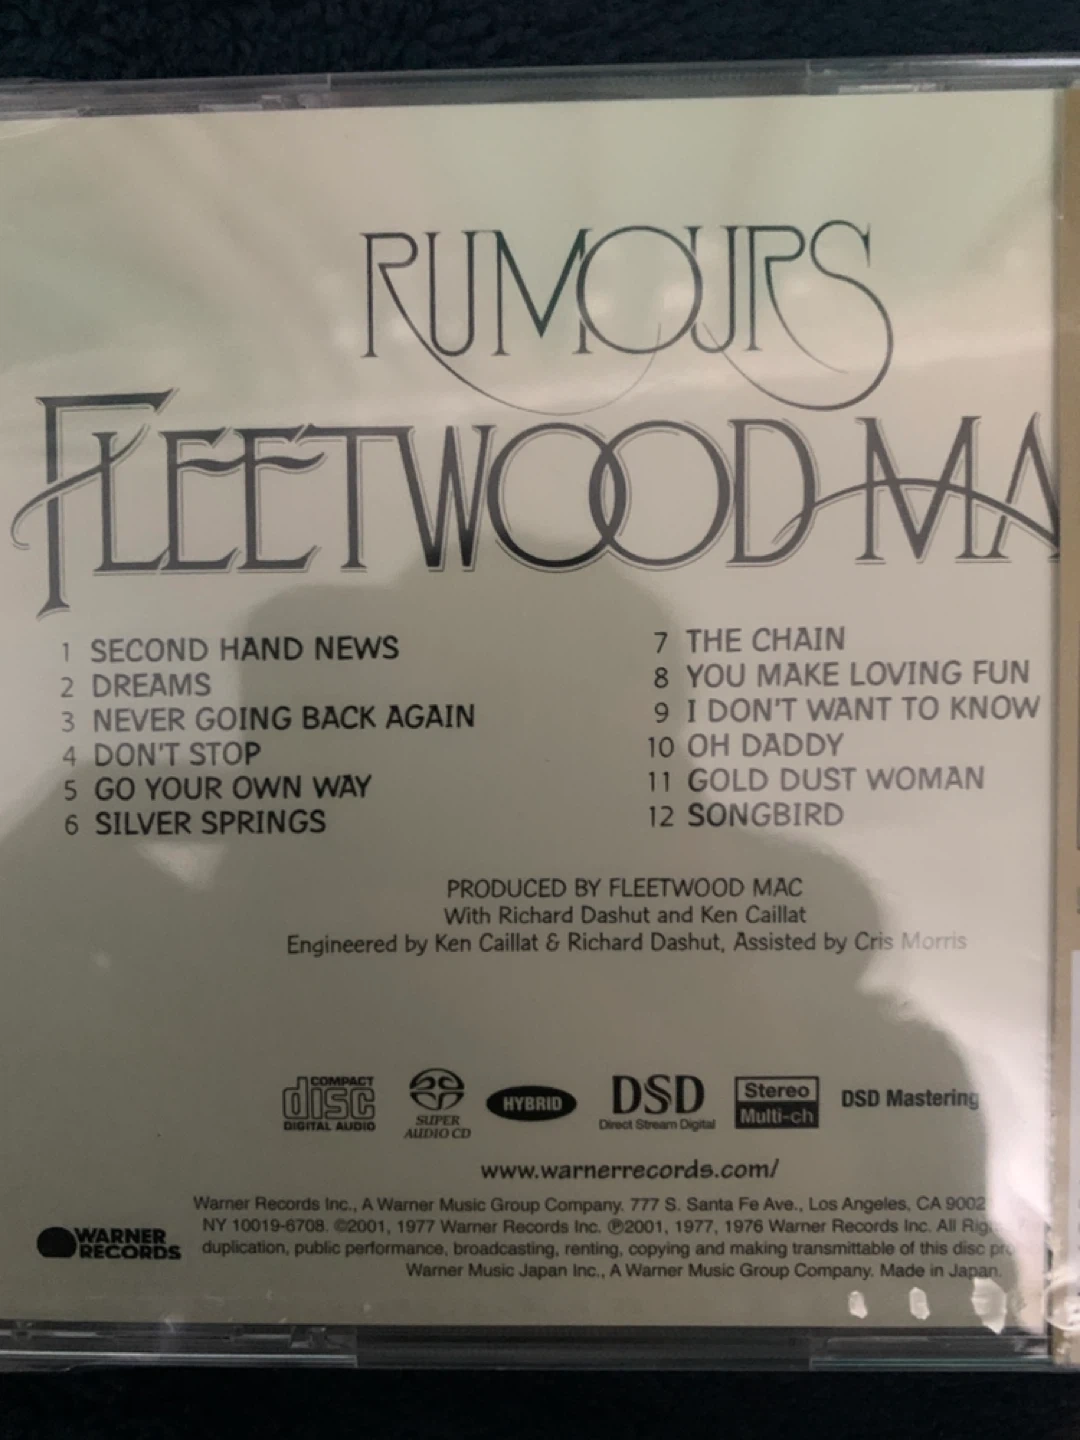 RUMOURS
FLEETWOOD MA
1 SECOND HAND NEWS
2 DREAMS
3 NEVER GOING BACK AGAIN
4 DON'T STOP
5 GO YOUR OWN WAY
6 SILVER SPRINGS
7 THE CHAIN
8 YOU MAKE LOVING FUN
9 I DON'T WANT TO KNOW
10 OH DADDY
11 GOLD DUST WOMAN
12 SONGBIRD
PRODUCED BY FLEETWOOD MAC
With Richard Dashut and Ken Caillat
Engineered by Ken Caillat & Richard Dashut, Assisted by Cris Morris
COMPACT
disc
DIGITAL AUDIO
SUPER
AUDIO CD
HYBRID
DSD
Direct Stream Digital
Stereo
Multi-ch
DSD Mastering
www.warnerrecords.com/
WARNER
RECORDS
Warner Records Inc., A Warner Music Group Company. 777 S. Santa Fe Ave., Los Angeles, CA 9002
NY 10019-6708. ©2001, 1977 Warner Records Inc. ℗2001, 1977, 1976 Warner Records Inc. All
duplication, public performance, broadcasting, renting, copying and making transmittable of this disc
Warner Music Japan Inc., A Warner Music Group Company. Made in Japan.